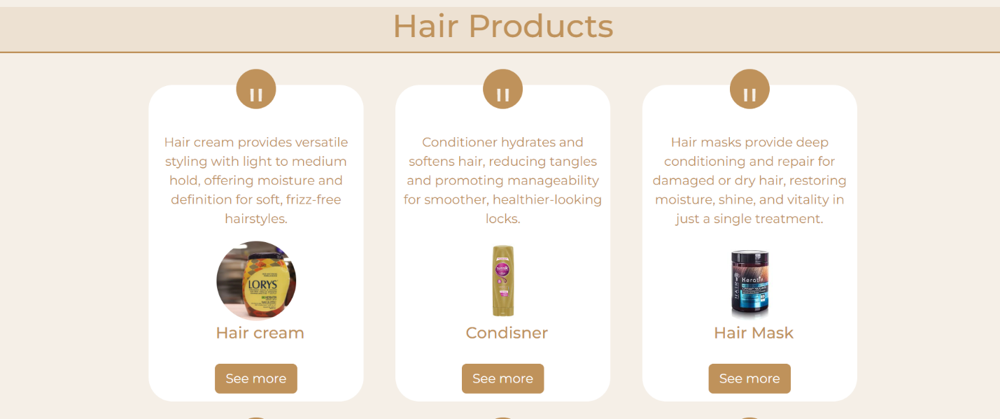 Hair Products
"
"
"
Hair cream provides versatile
styling with light to medium
hold, offering moisture and
definition for soft, frizz-free
hairstyles.
LORYS
Hair cream
See more
Conditioner hydrates and
softens hair, reducing tangles
and promoting manageability
for smoother, healthier-looking
locks.
Condisner
See more
Hair masks provide deep
conditioning and repair for
damaged or dry hair, restoring
moisture, shine, and vitality in
just a single treatment.
Keratin
HAIR
Hair Mask
See more